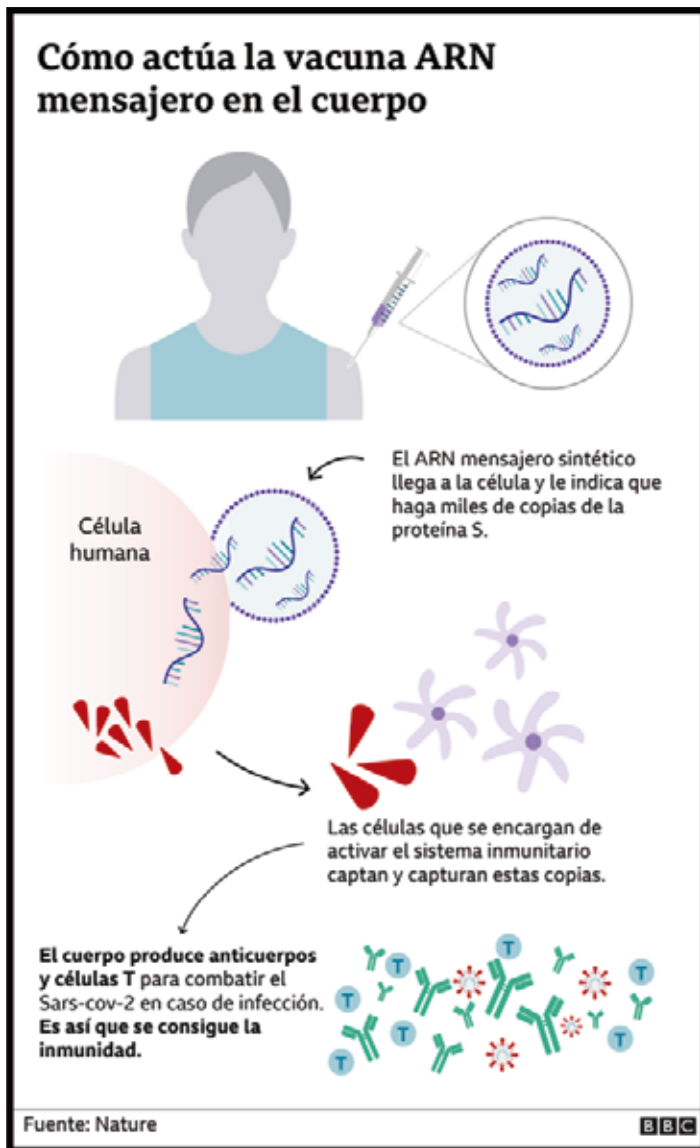 Cómo actúa la vacuna ARN
mensajero en el cuerpo
El ARN mensajero sintético
llega a la célula y le indica que
haga miles de copias de la
proteína S.
Célula
humana
Las células que se encargan de
activar el sistema inmunitario
captan y capturan estas copias.
El cuerpo produce anticuerpos
y células T para combatir el
Sars-cov-2 en caso de infección.
Es así que se consigue la
inmunidad.
T
T
T
T
T
T
T
Fuente: Nature
BBC